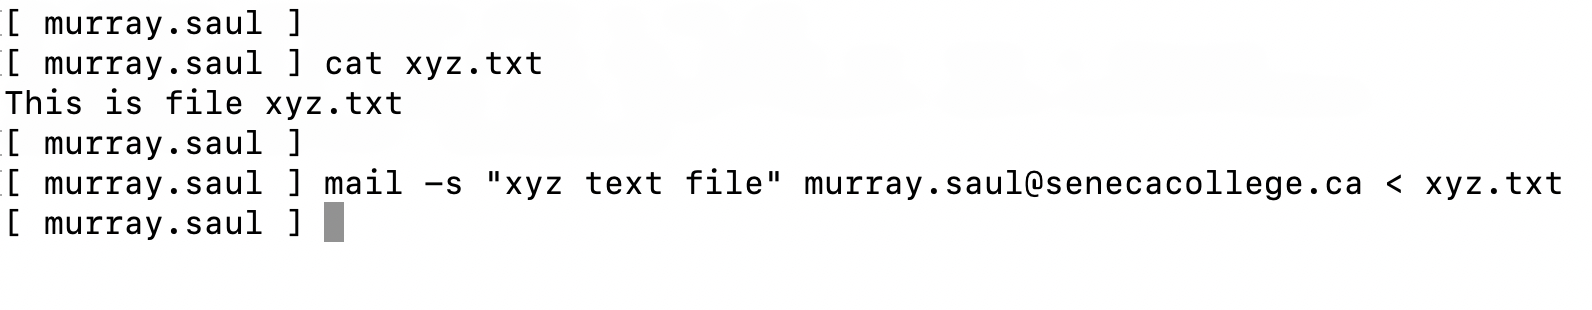 [ murray.saul ]
[ murray.saul ] cat xyz.txt
This is file xyz.txt
[ murray.saul ]
[ murray.saul ] mail -s "xyz text file" murray.saul@senecacollege.ca < xyz.txt
[ murray.saul ]